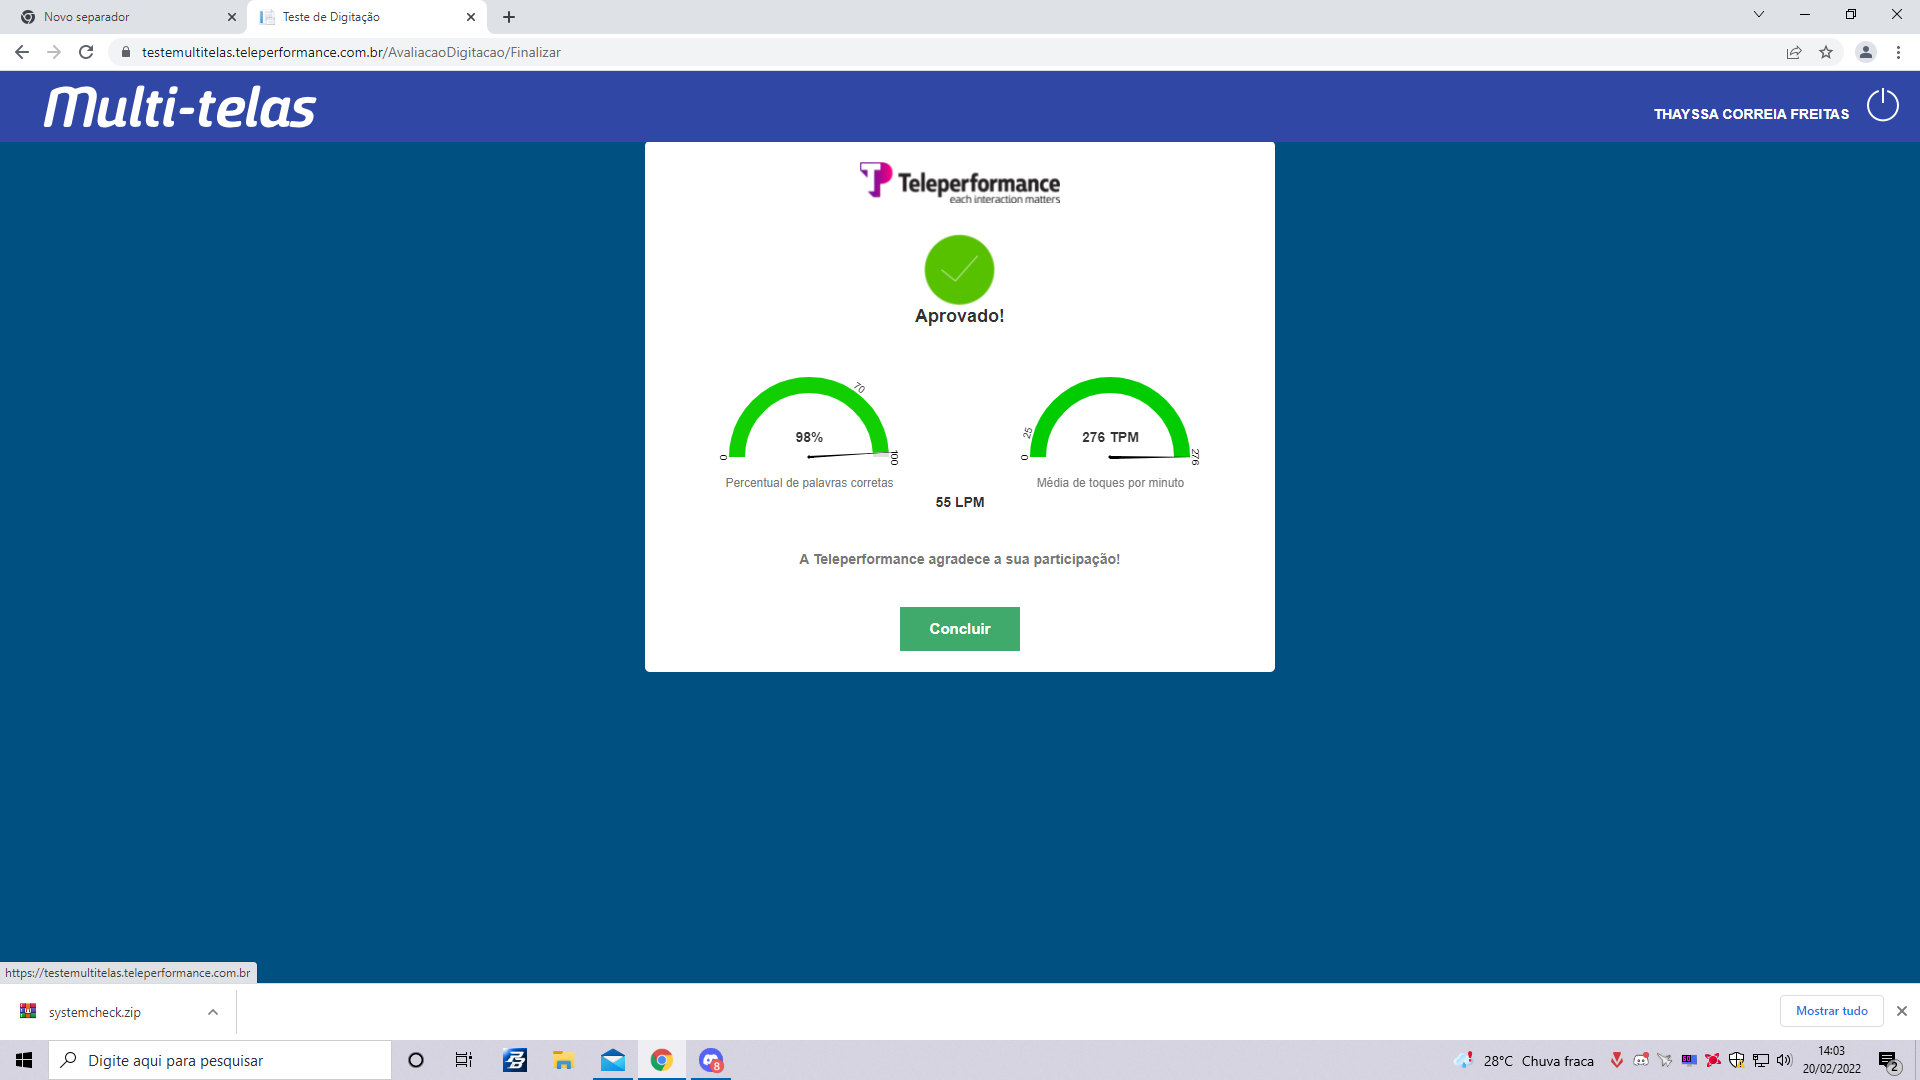 Novo separador
Teste de Digitação
testemultitelas.teleperformance.com.br/AvaliacaoDigitacao/Finalizar
Multi-telas
THAYSSA CORREIA FREITAS
TP Teleperformance
each interaction matters
Aprovado!
70
98%
0
100
Percentual de palavras corretas
25
276 TPM
0
276
Média de toques por minuto
55 LPM
A Teleperformance agradece a sua participação!
Concluir
https://testemultitelas.teleperformance.com.br
systemcheck.zip
Mostrar tudo
Digite aqui para pesquisar
8
28°C Chuva fraca
14:03
20/02/2022
2